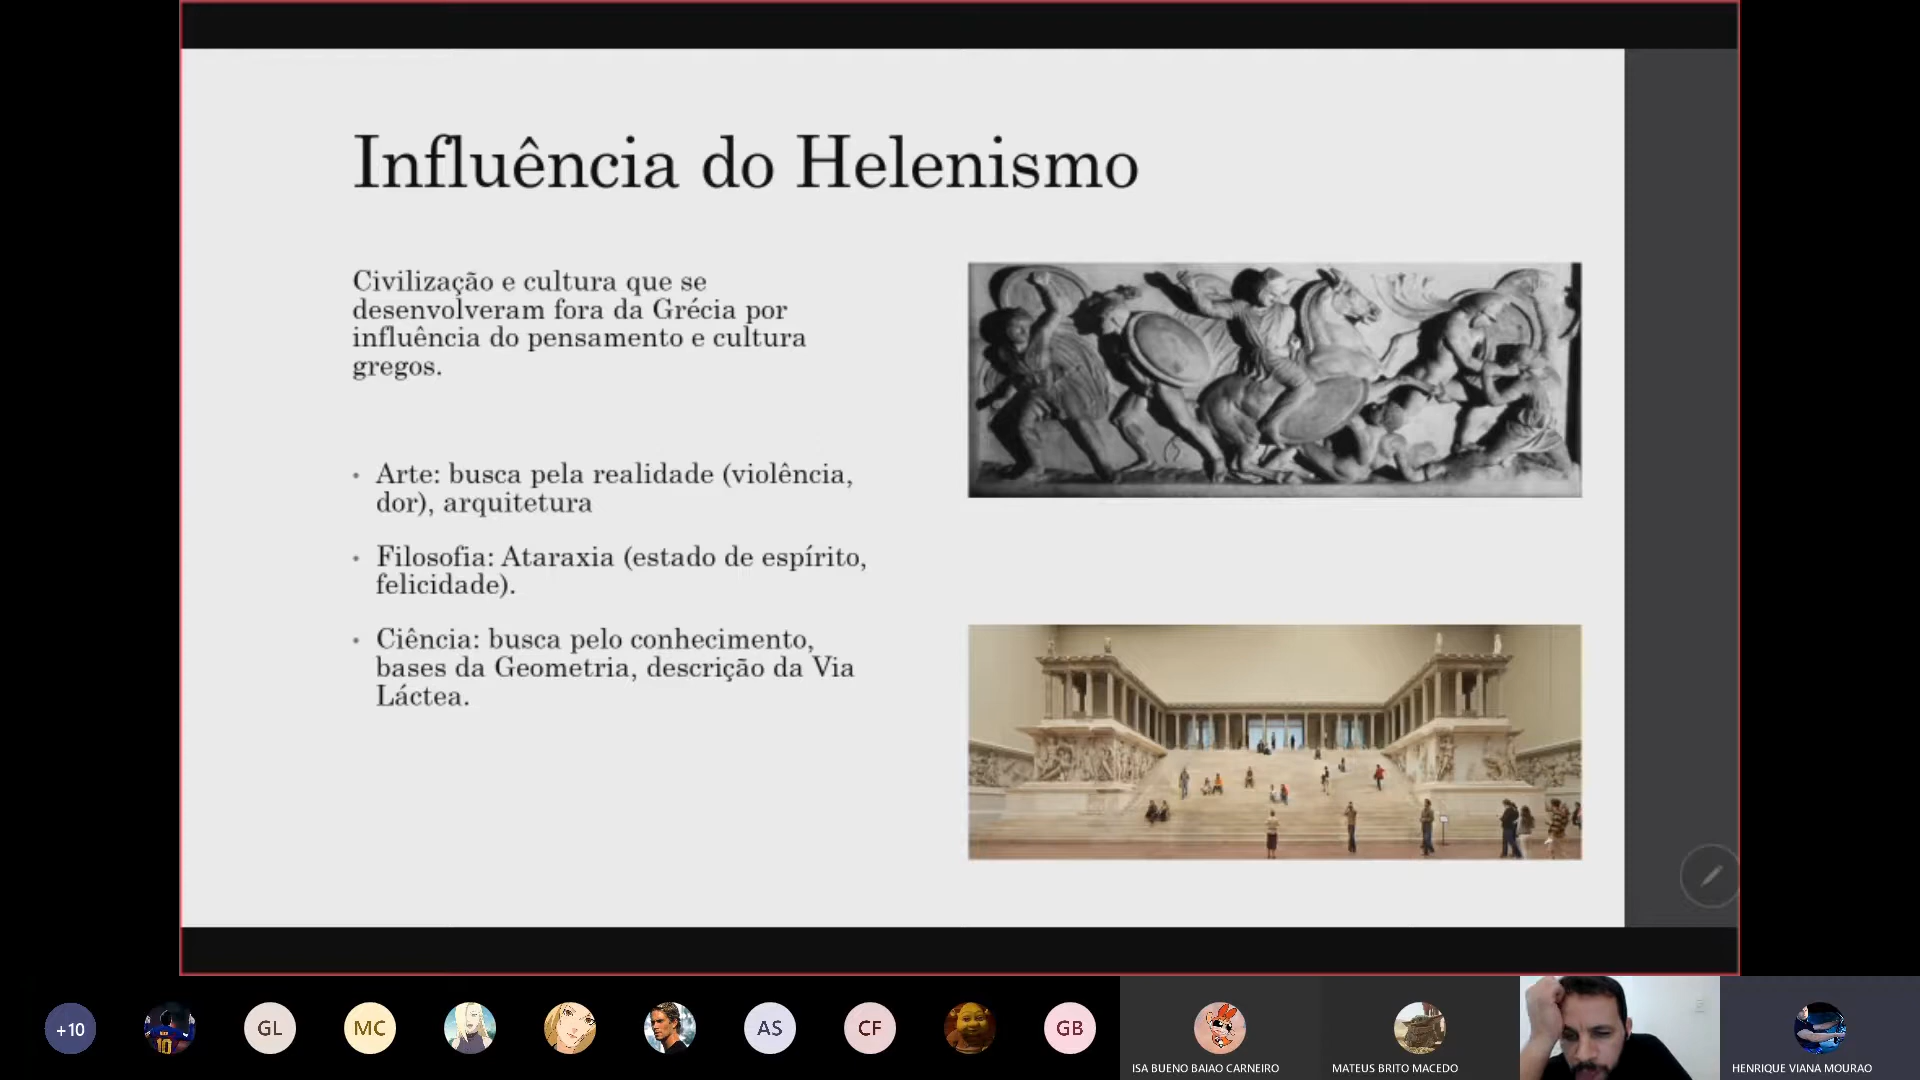 Influência do Helenismo
Civilização e cultura que se
desenvolveram fora da Grécia por
influência do pensamento e cultura
gregos.
• Arte: busca pela realidade (violência,
dor), arquitetura
• Filosofia: Ataraxia (estado de espírito,
felicidade).
• Ciência: busca pelo conhecimento,
bases da Geometria, descrição da Via
Láctea.
+10
10
GL
MC
AS
CF
GB
ISA BUENO BAIAO CARNEIRO
MATEUS BRITO MACEDO
HENRIQUE VIANA MOURAO